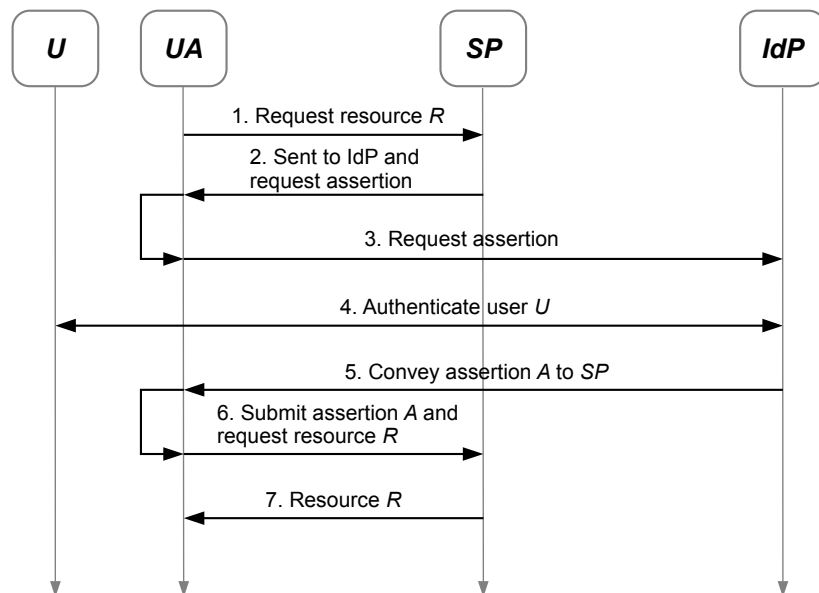 U
UA
SP
IdP
1. Request resource R
2. Sent to IdP and
request assertion
3. Request assertion
4. Authenticate user U
5. Convey assertion A to SP
6. Submit assertion A and
request resource R
7. Resource R